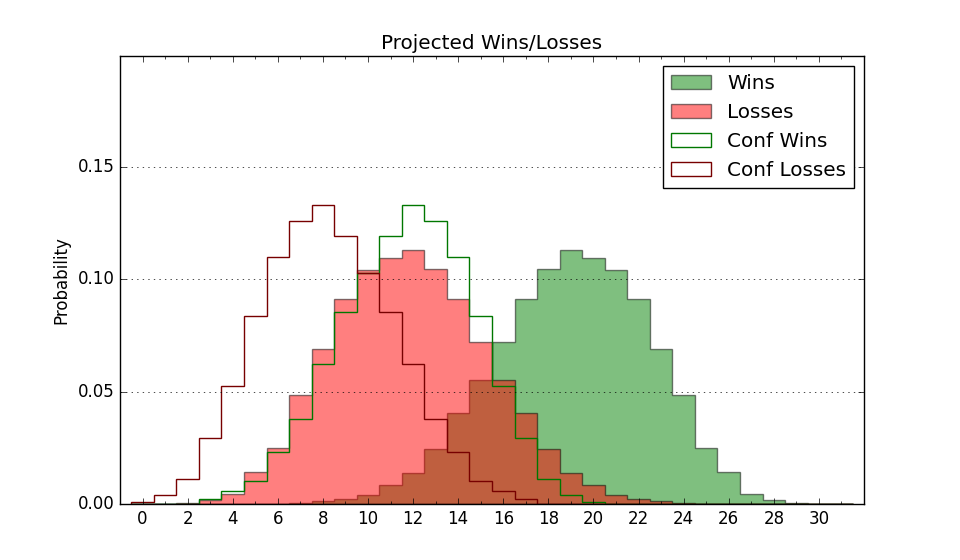 Projected Wins/Losses
Wins
Losses
Conf Wins
Conf Losses
Probability
0.15
0.10
0.05
0.00
0 2 4 6 8 10 12 14 16 18 20 22 24 26 28 30